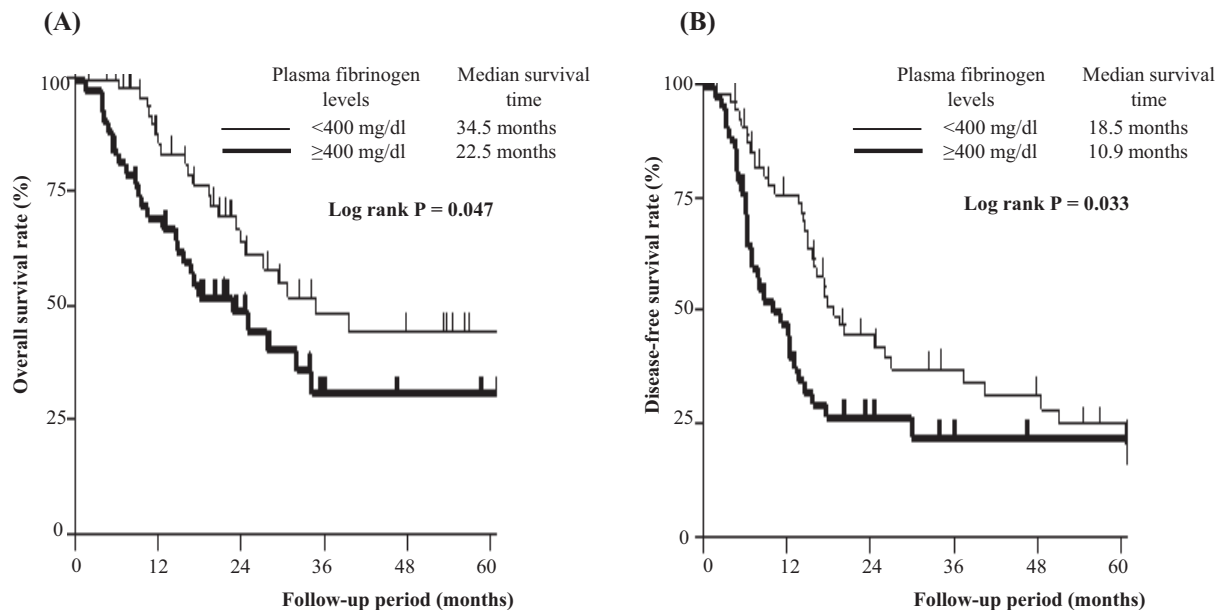 (A)
Plasma fibrinogen Median survival
levels time
<400 mg/dl 34.5 months
≥400 mg/dl 22.5 months
Log rank P = 0.047
Overall survival rate (%)
100
75
50
25
0
0 12 24 36 48 60
Follow-up period (months)
(B)
Plasma fibrinogen Median survival
levels time
<400 mg/dl 18.5 months
≥400 mg/dl 10.9 months
Log rank P = 0.033
Disease-free survival rate (%)
100
75
50
25
0
0 12 24 36 48 60
Follow-up period (months)